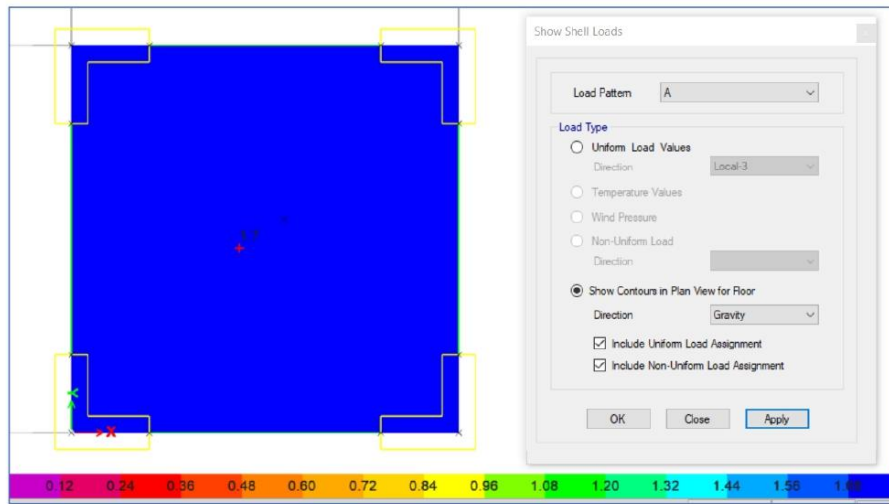 Show Shell Loads
Load Pattern A
Load Type
Uniform Load Values
Direction Local-3
Temperature Values
Wind Pressure
Non-Uniform Load
Direction
Show Contours in Plan View for Floor
Direction Gravity
Include Uniform Load Assignment
Include Non-Uniform Load Assignment
OK Close Apply
X
0.12 0.24 0.36 0.48 0.60 0.72 0.84 0.96 1.08 1.20 1.32 1.44 1.56